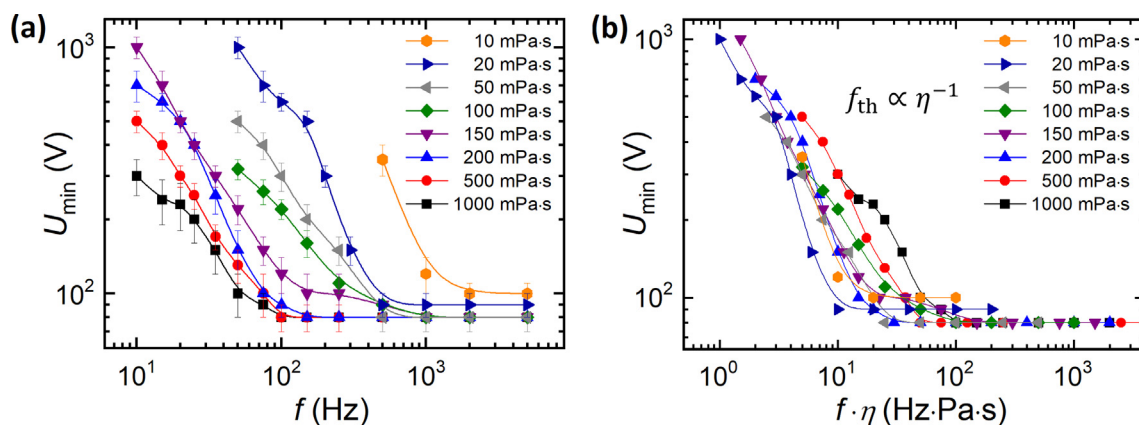 (a)
10³
10²
U_min (V)
10¹ 10² 10³
f (Hz)
10 mPa·s
20 mPa·s
50 mPa·s
100 mPa·s
150 mPa·s
200 mPa·s
500 mPa·s
1000 mPa·s
(b)
10³
10²
U_min (V)
10⁰ 10¹ 10² 10³
f · η (Hz·Pa·s)
f_th ∝ η⁻¹
10 mPa·s
20 mPa·s
50 mPa·s
100 mPa·s
150 mPa·s
200 mPa·s
500 mPa·s
1000 mPa·s